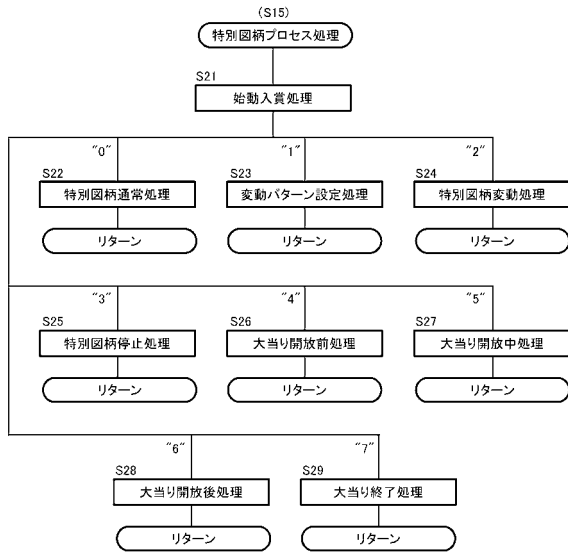 (S15)
特別図柄プロセス処理
S21
始動入賞処理
"0" "1" "2"
S22 S23 S24
特別図柄通常処理 変動パターン設定処理 特別図柄変動処理
リターン リターン リターン
"3" "4" "5"
S25 S26 S27
特別図柄停止処理 大当り開放前処理 大当り開放中処理
リターン リターン リターン
"6" "7"
S28 S29
大当り開放後処理 大当り終了処理
リターン リターン